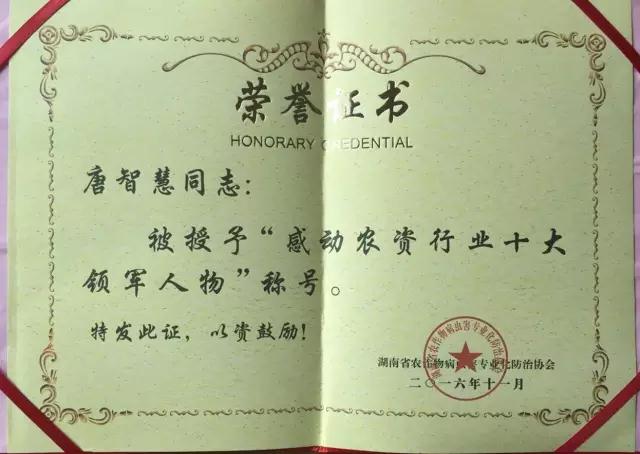 荣誉证书
HONORARY CREDENTIAL
唐智慧同志：
被授予“感动农资行业十大
领军人物”称号。
特发此证，以资鼓励！
湖南省农作物病虫害专业化防治协会
二〇一六年十一月